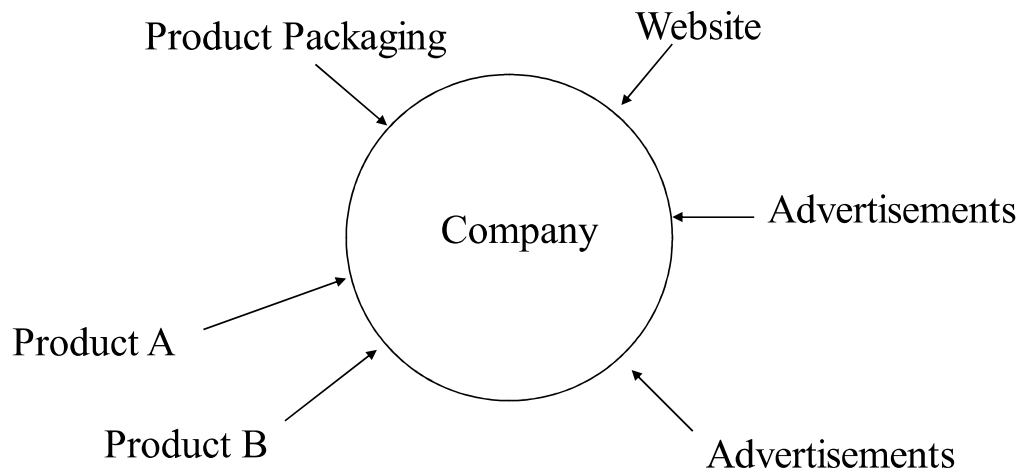 Product Packaging
Website
Advertisements
Company
Product A
Product B
Advertisements